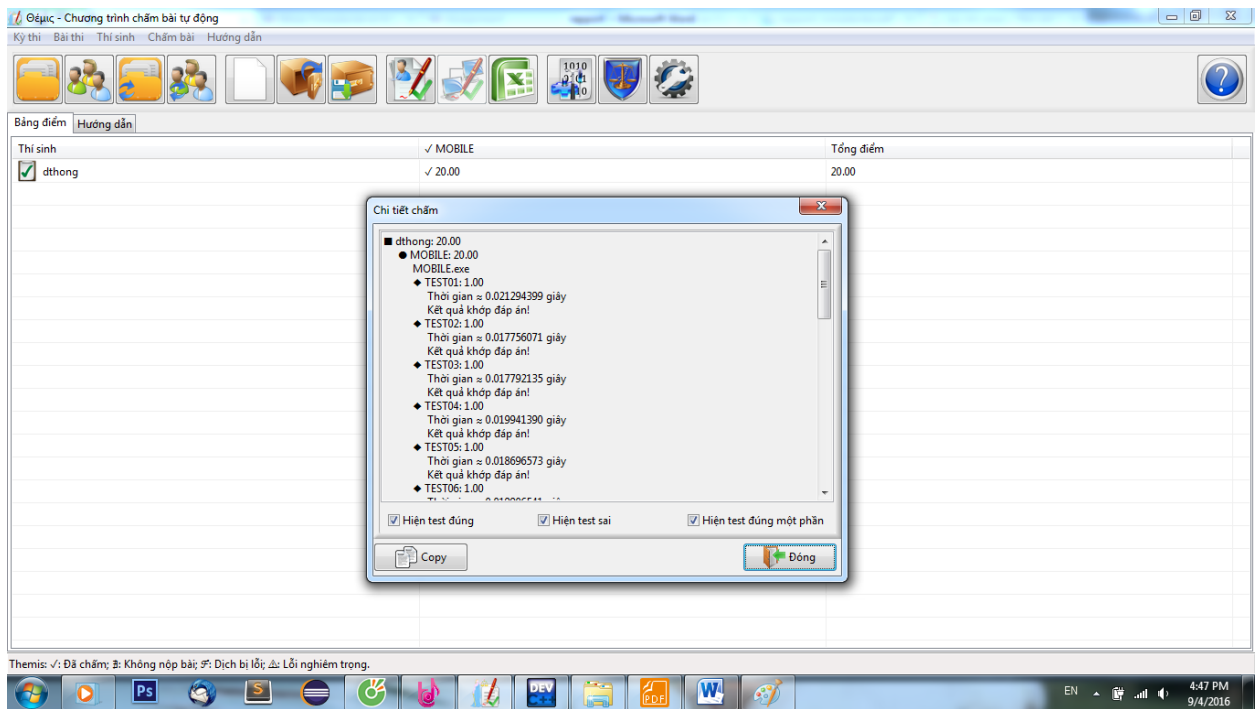 Θέμις - Chương trình chấm bài tự động
Kỳ thi Bài thi Thí sinh Chấm bài Hướng dẫn
Bảng điểm Hướng dẫn
Thí sinh √ MOBILE Tổng điểm
dthong √ 20.00 20.00
Chi tiết chấm
■ dthong: 20.00
● MOBILE: 20.00
MOBILE.exe
◆ TEST01: 1.00
Thời gian ≈ 0.021294399 giây
Kết quả khớp đáp án!
◆ TEST02: 1.00
Thời gian ≈ 0.017756071 giây
Kết quả khớp đáp án!
◆ TEST03: 1.00
Thời gian ≈ 0.017792135 giây
Kết quả khớp đáp án!
◆ TEST04: 1.00
Thời gian ≈ 0.019941390 giây
Kết quả khớp đáp án!
◆ TEST05: 1.00
Thời gian ≈ 0.018696573 giây
Kết quả khớp đáp án!
◆ TEST06: 1.00
Hiện test đúng Hiện test sai Hiện test đúng một phần
Copy Đóng
Themis: √: Đã chấm; ∄: Không nộp bài; ℱ: Dịch bị lỗi; ⚠: Lỗi nghiêm trọng.
Ps S DEV C++ PDF W EN 4:47 PM
9/4/2016